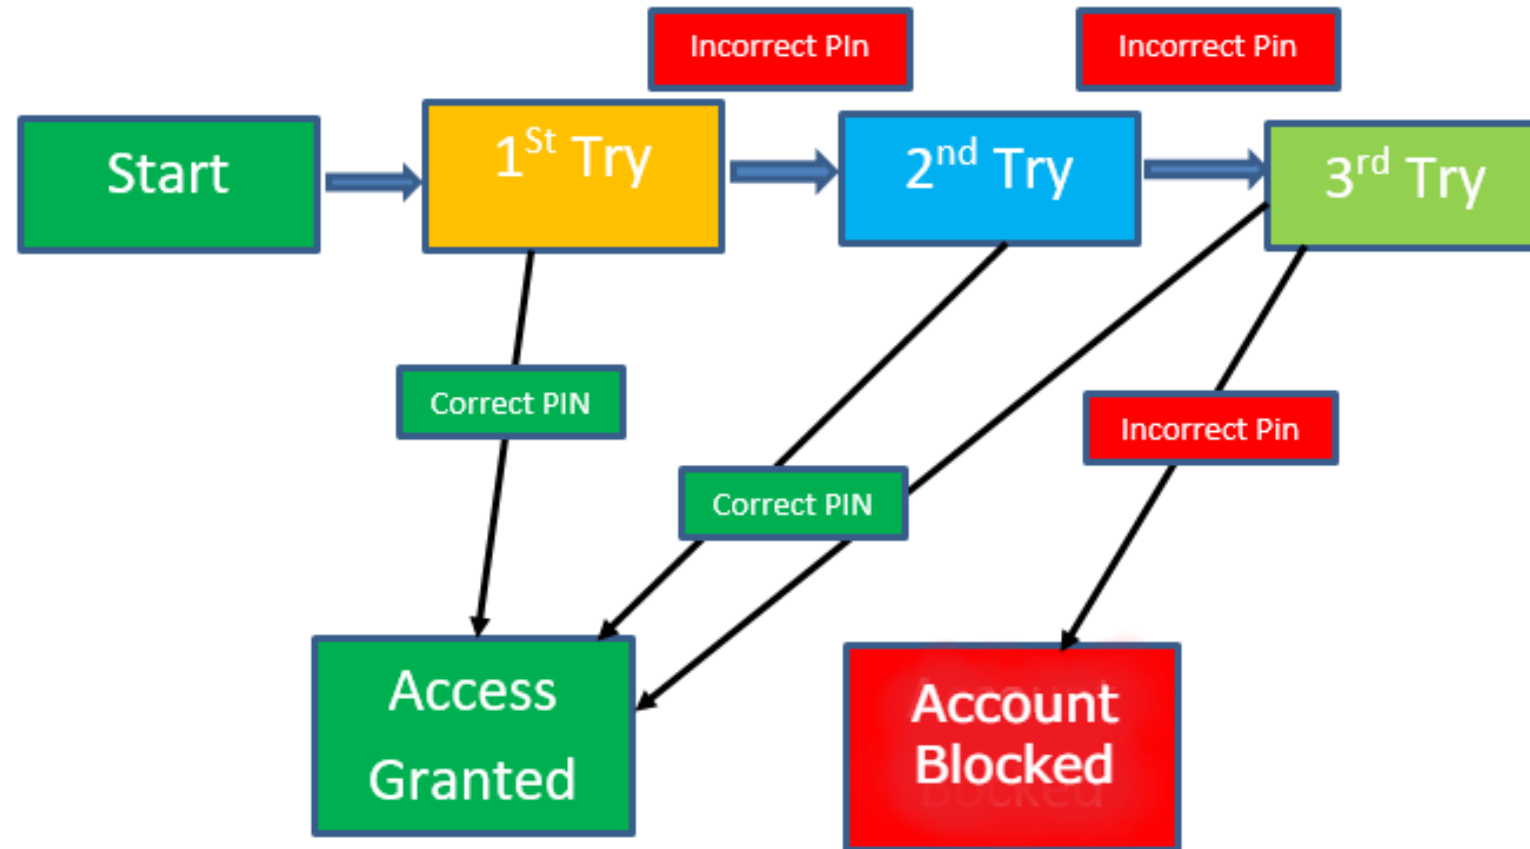 Incorrect PIn
Incorrect Pin
Start
1St Try
2nd Try
3rd Try
Correct PIN
Incorrect Pin
Correct PIN
Access
Granted
Account
Blocked